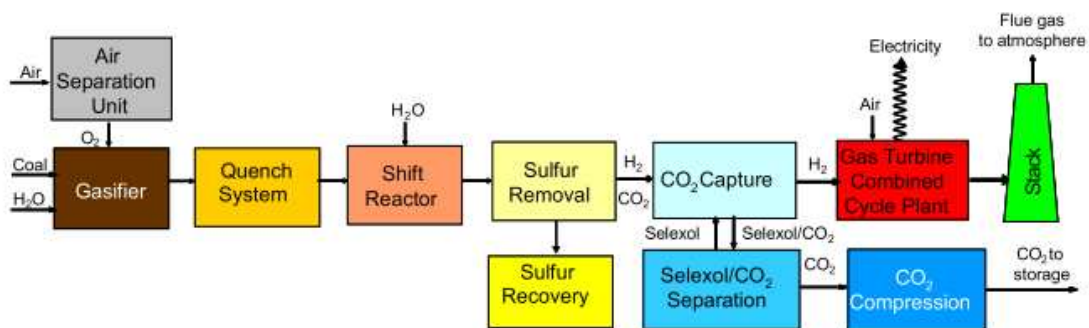 Flue gas
to atmosphere
Electricity
Air
Separation
Unit
Air
Air
H₂O
O₂
Coal
H₂O
Gasifier
Quench
System
Shift
Reactor
Sulfur
Removal
H₂
CO₂
CO₂ Capture
H₂
Gas Turbine
Combined
Cycle Plant
Stack
Selexol
Selexol/CO₂
Sulfur
Recovery
Selexol/CO₂
Separation
CO₂
CO₂
Compression
CO₂ to
storage